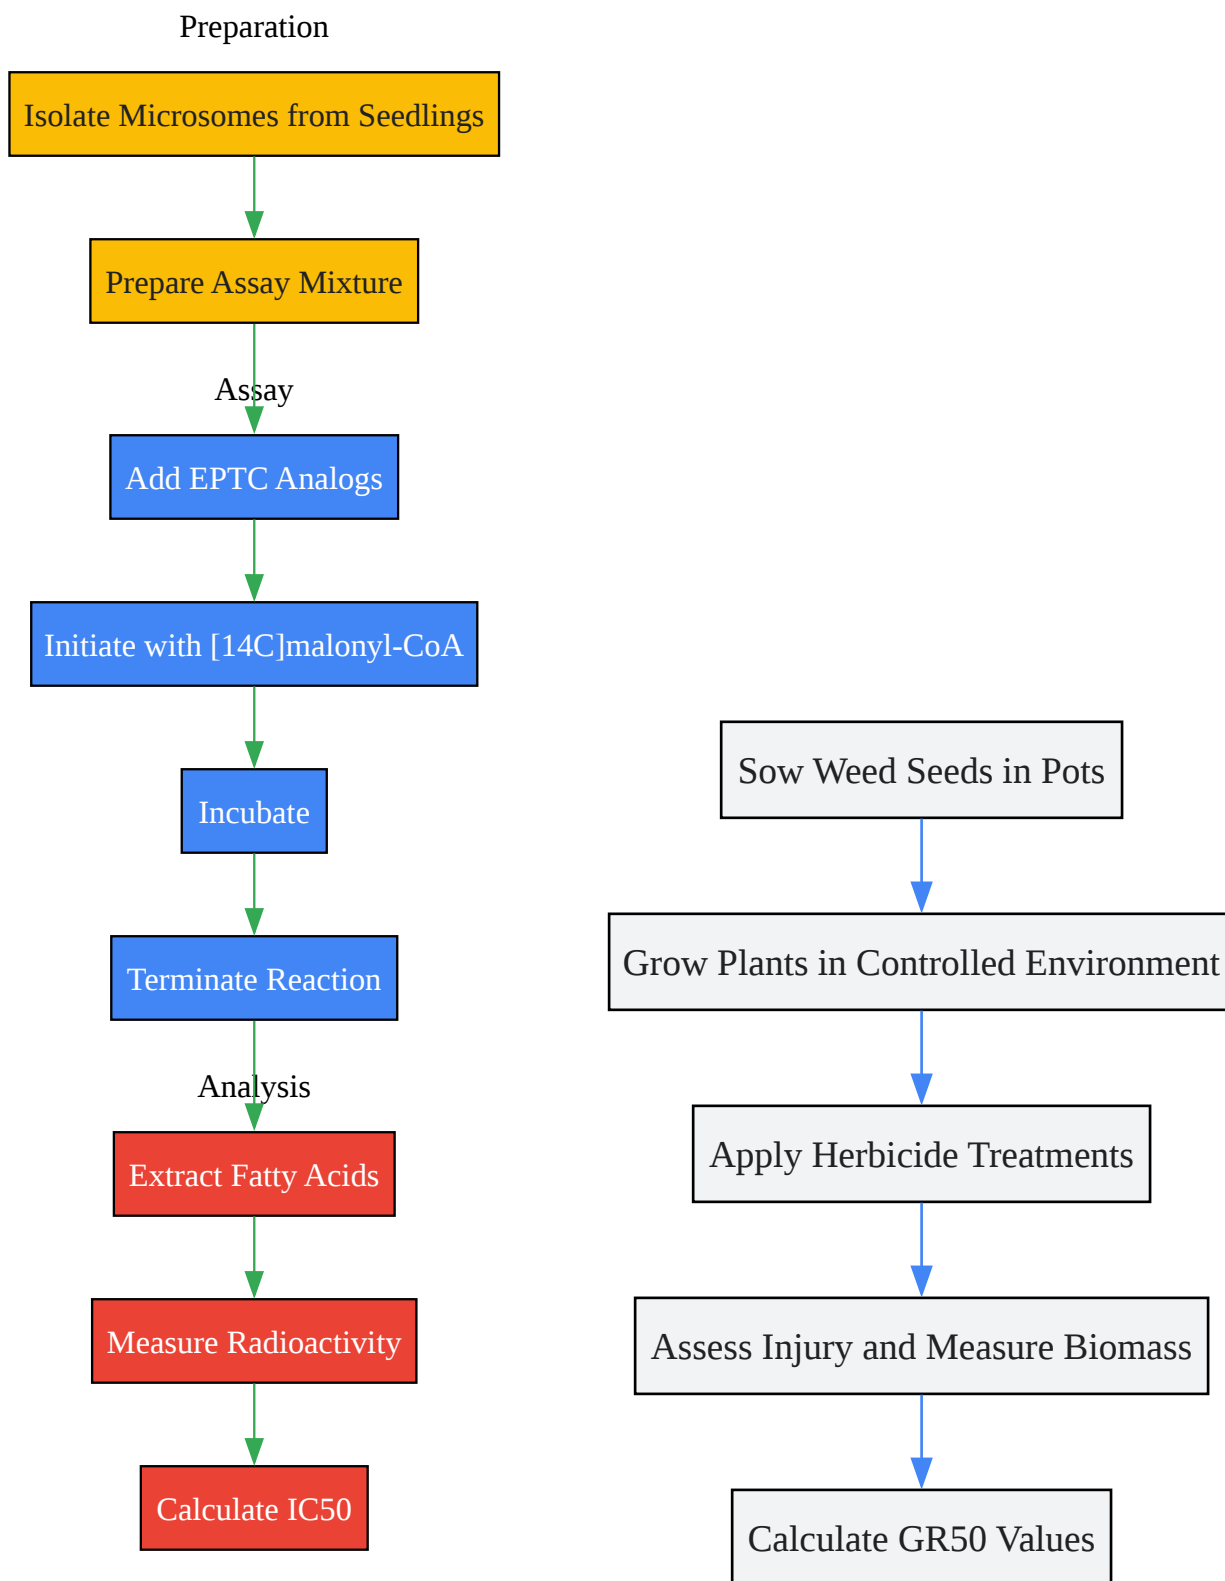 Preparation
Isolate Microsomes from Seedlings
Prepare Assay Mixture
Assay
Add EPTC Analogs
Initiate with [14C]malonyl-CoA
Incubate
Terminate Reaction
Analysis
Extract Fatty Acids
Measure Radioactivity
Calculate IC50
Sow Weed Seeds in Pots
Grow Plants in Controlled Environment
Apply Herbicide Treatments
Assess Injury and Measure Biomass
Calculate GR50 Values